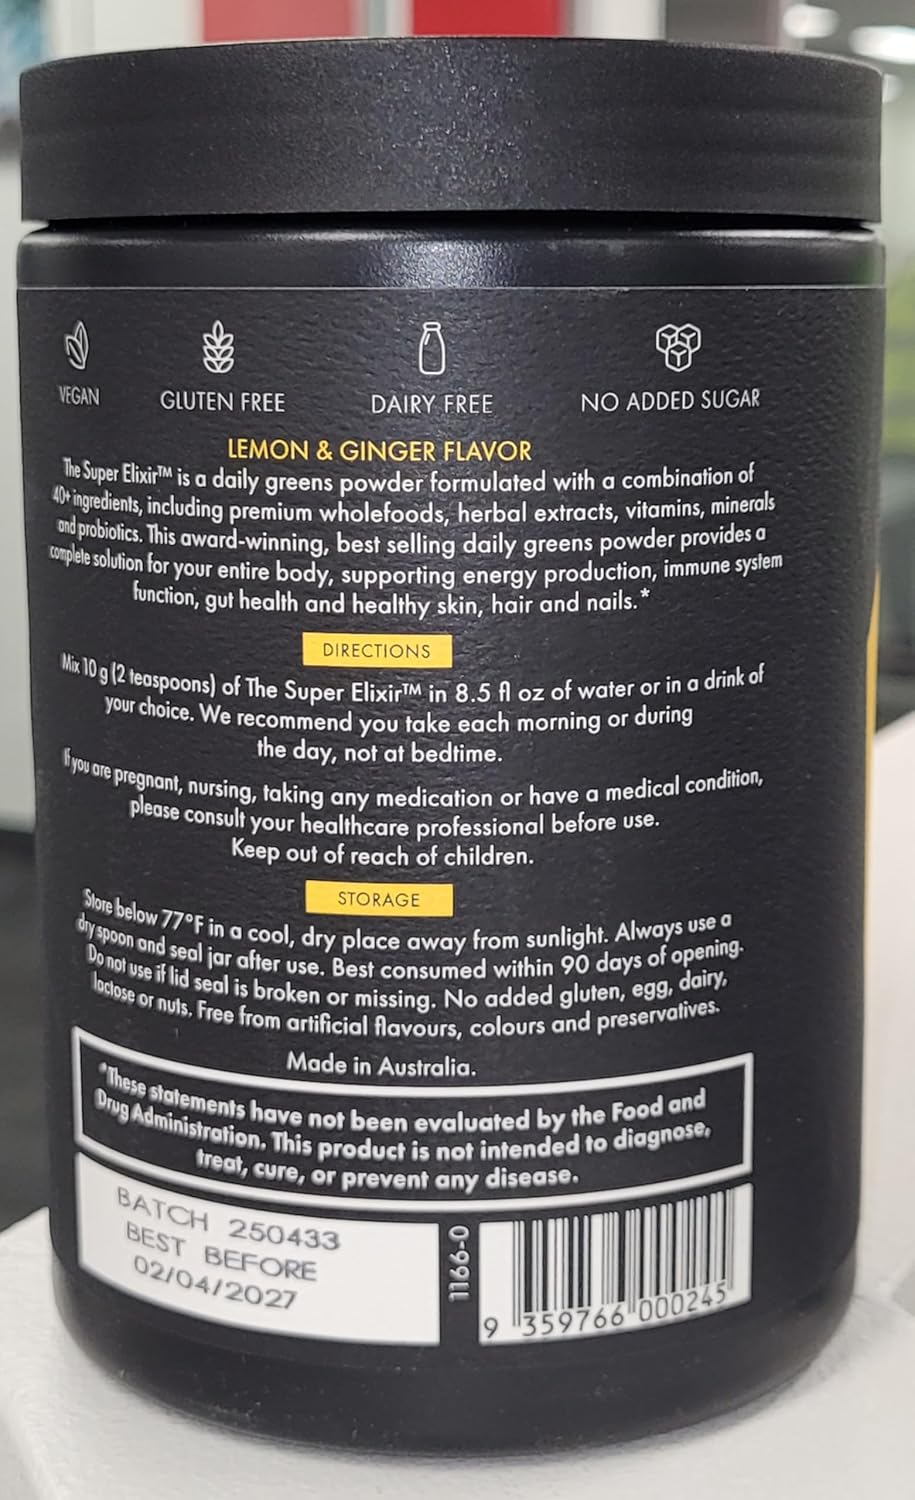 VEGAN
GLUTEN FREE
DAIRY FREE
NO ADDED SUGAR
LEMON & GINGER FLAVOR
The Super Elixir™ is a daily greens powder formulated with a combination of
40+ ingredients, including premium wholefoods, herbal extracts, vitamins, minerals
and probiotics. This award-winning, best selling daily greens powder provides a
complete solution for your entire body, supporting energy production, immune system
function, gut health and healthy skin, hair and nails.*
DIRECTIONS
Mix 10 g (2 teaspoons) of The Super Elixir™ in 8.5 fl oz of water or in a drink of
your choice. We recommend you take each morning or during
the day, not at bedtime.
If you are pregnant, nursing, taking any medication or have a medical condition,
please consult your healthcare professional before use.
Keep out of reach of children.
STORAGE
Store below 77°F in a cool, dry place away from sunlight. Always use a
dry spoon and seal jar after use. Best consumed within 90 days of opening.
Do not use if lid seal is broken or missing. No added gluten, egg, dairy,
lactose or nuts. Free from artificial flavours, colours and preservatives.
Made in Australia.
*These statements have not been evaluated by the Food and
Drug Administration. This product is not intended to diagnose,
treat, cure, or prevent any disease.
BATCH 250433
BEST BEFORE
02/04/2027
1166-0
9 359766 000245